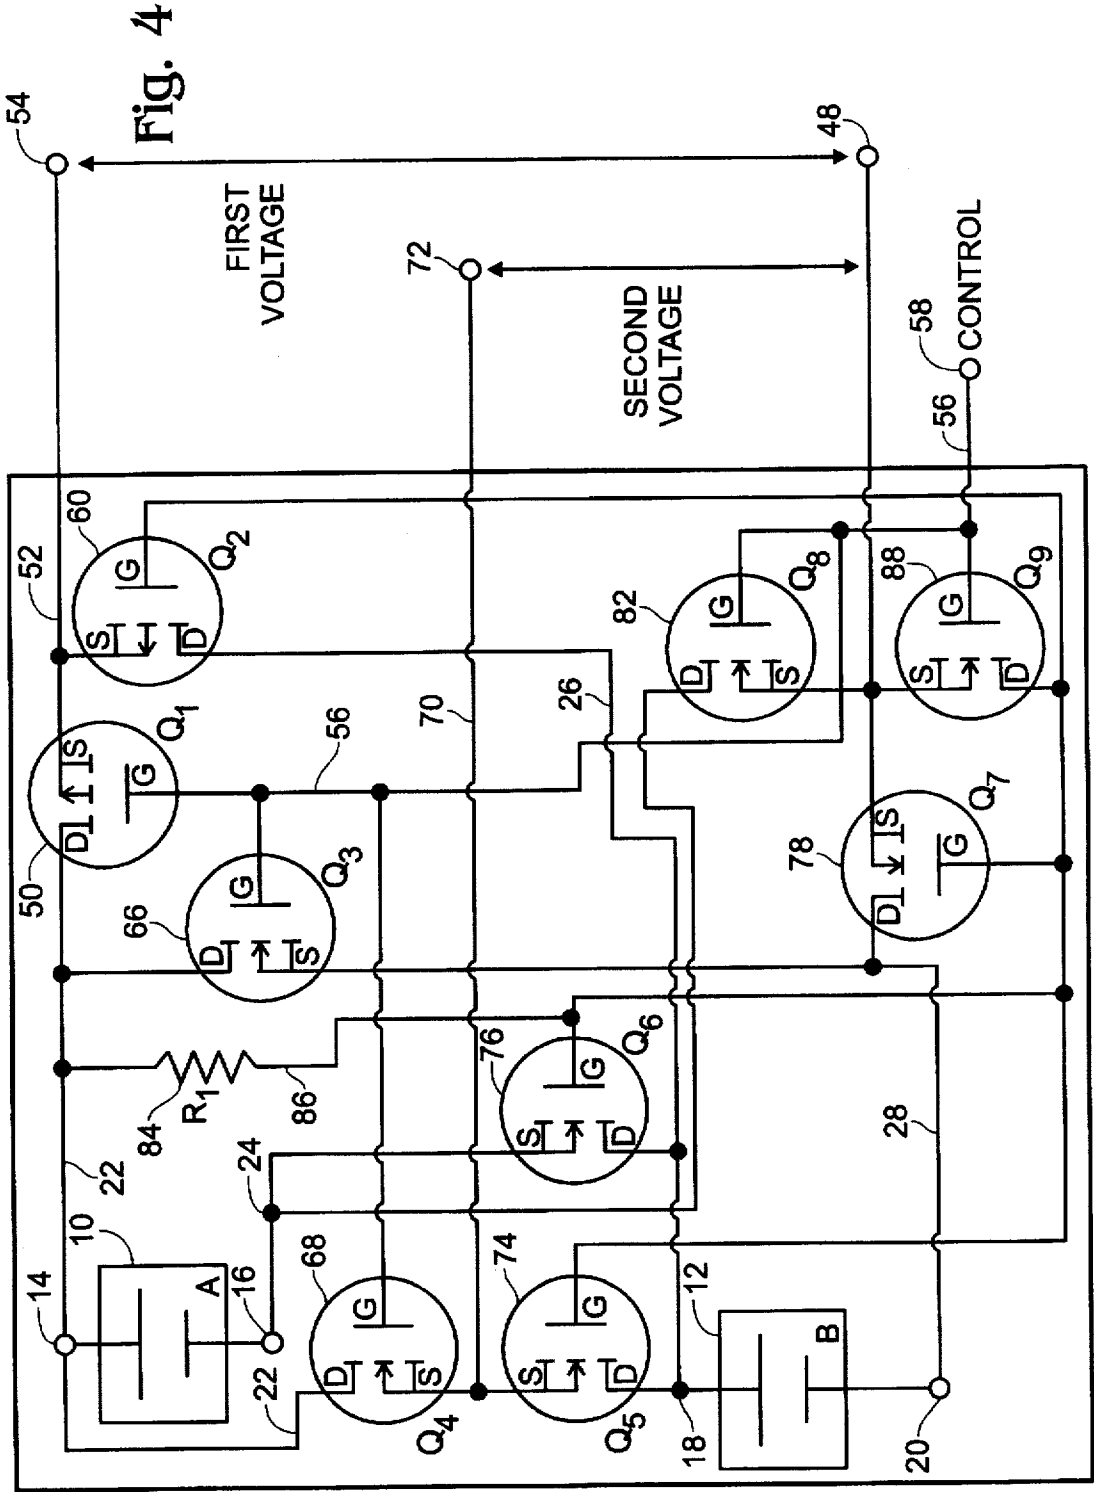 Fig. 4
54
48
FIRST
VOLTAGE
72
SECOND
VOLTAGE
58
CONTROL
56
60
52
G
S
D
Q2
50
D
S
G
Q1
56
70
26
82
G
D
S
Q8
88
G
S
D
Q9
66
G
D
S
Q3
78
D
S
G
Q7
84
R1
86
22
76
G
S
D
Q6
24
28
10
14
A
16
22
68
G
D
S
Q4
74
G
S
D
Q5
12
B
18
20